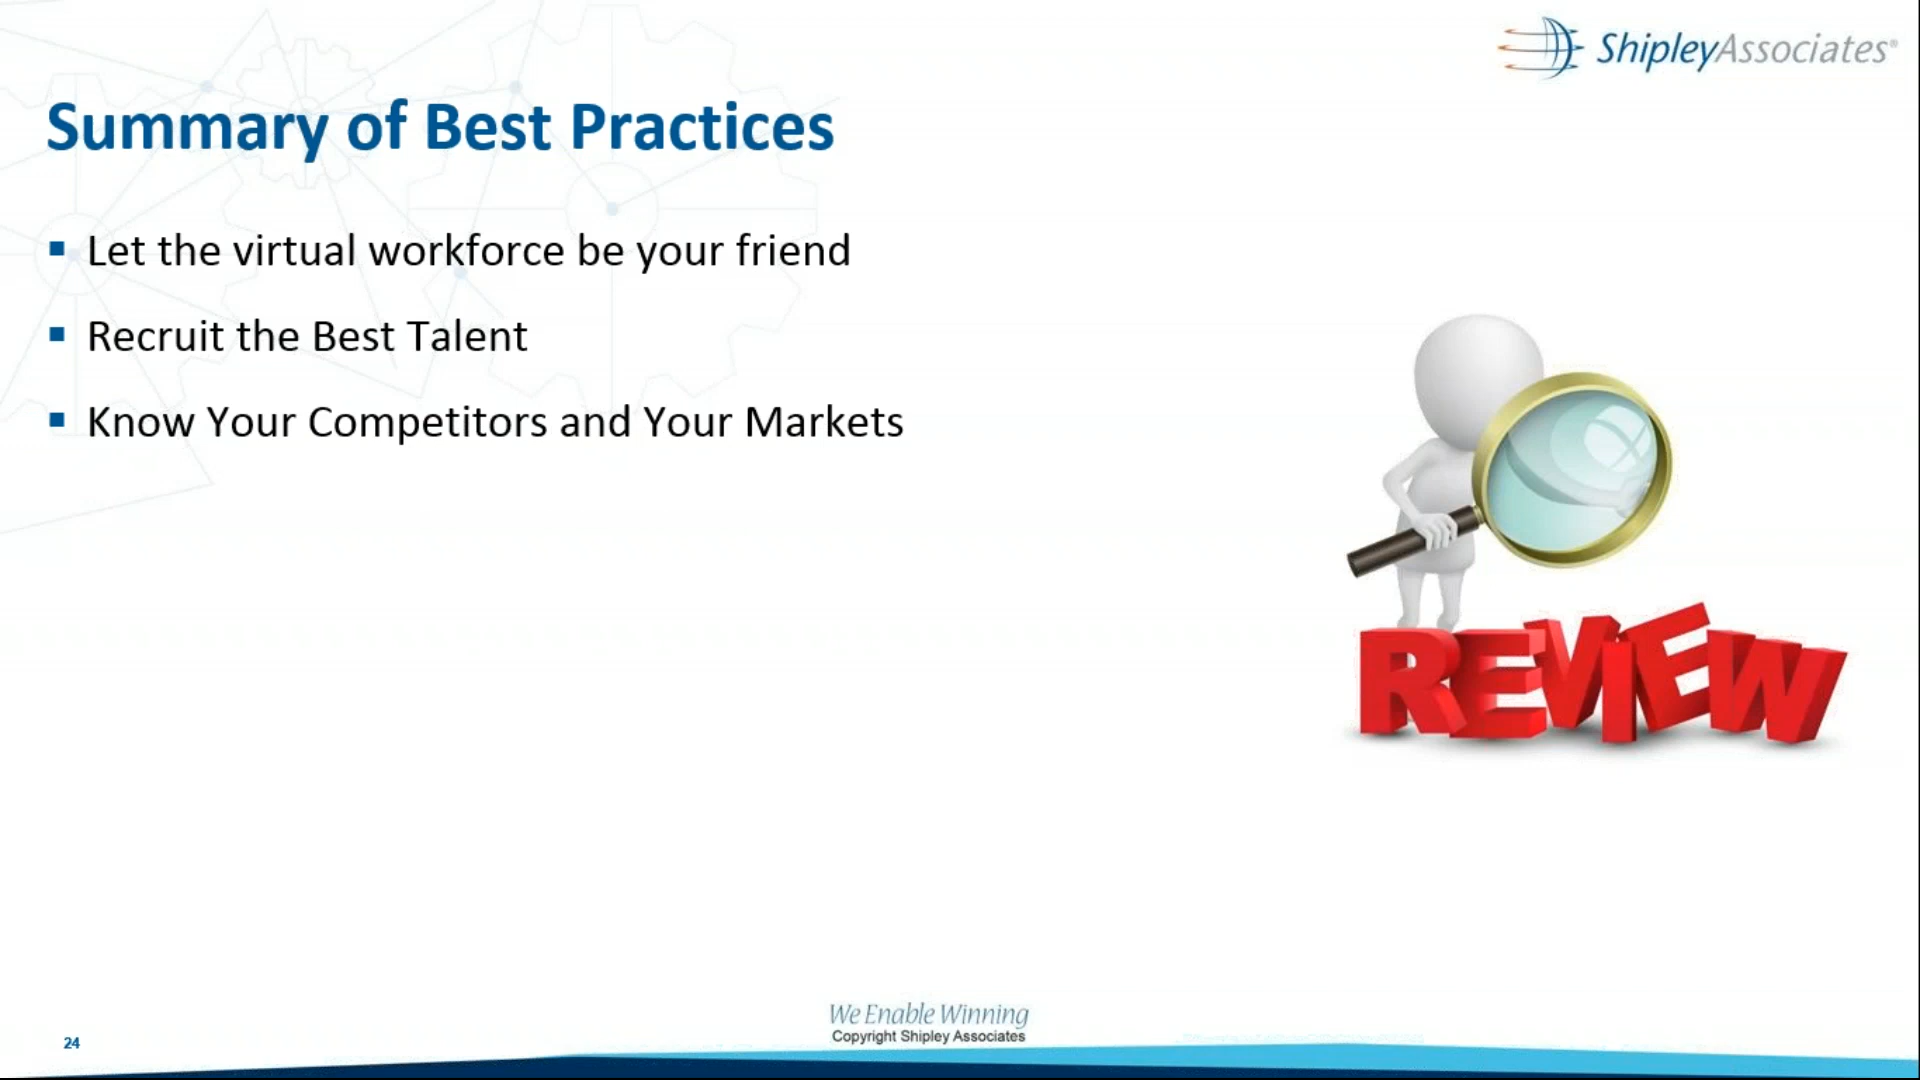 ShipleyAssociates®
Summary of Best Practices
▪ Let the virtual workforce be your friend
▪ Recruit the Best Talent
▪ Know Your Competitors and Your Markets
REVIEW
We Enable Winning
Copyright Shipley Associates
24